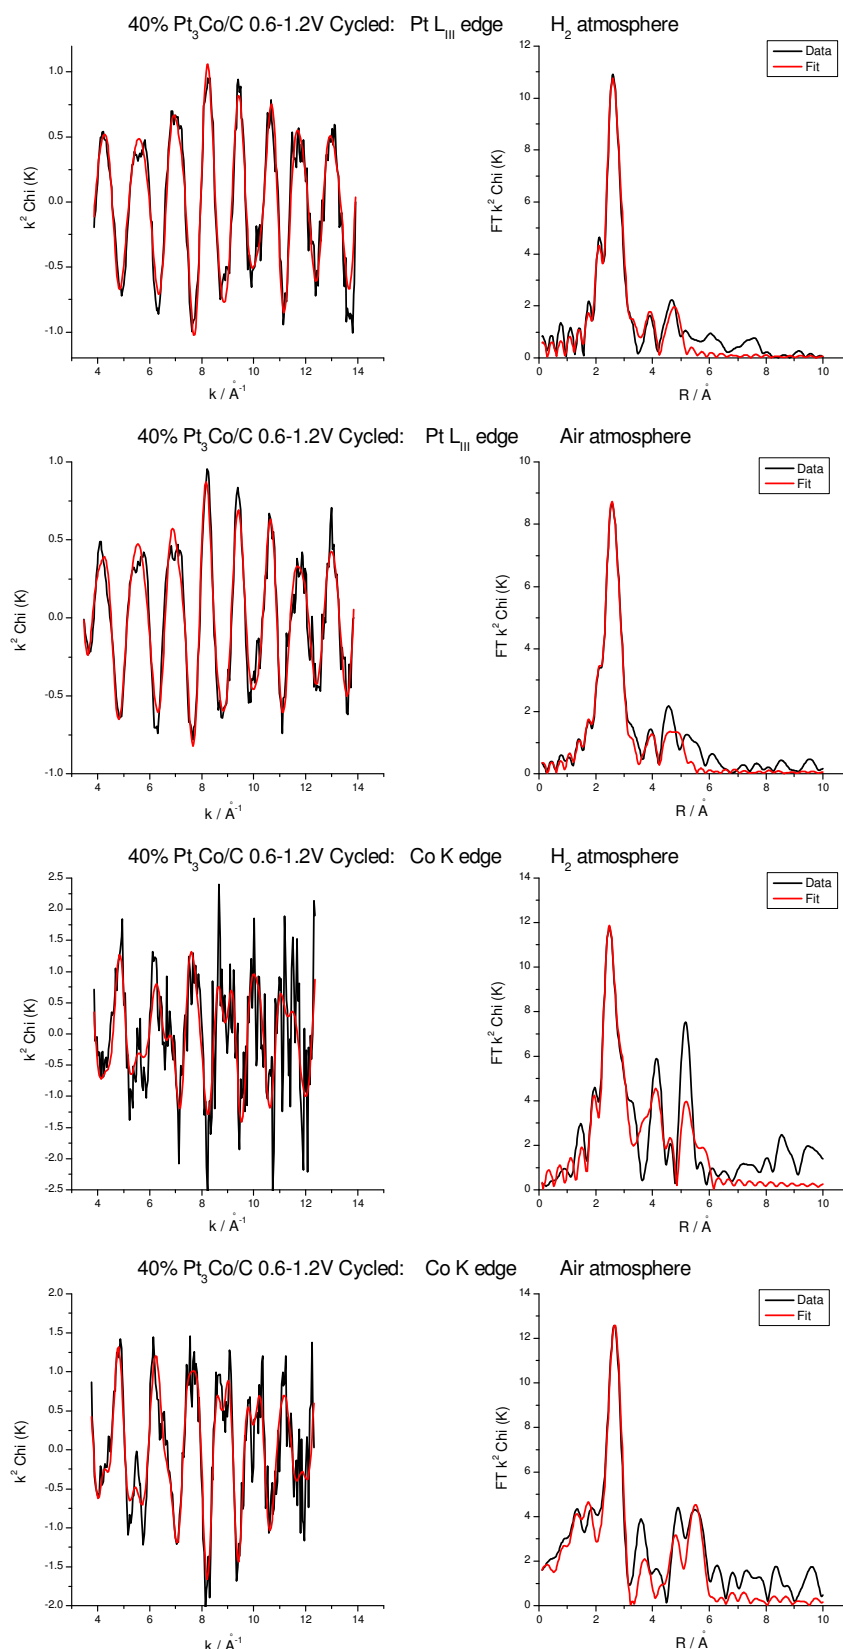 40% Pt3Co/C 0.6-1.2V Cycled: Pt LIII edge H2 atmosphere
1.0
0.5
0.0
-0.5
-1.0
k2 Chi (K)
4 6 8 10 12 14
k / Å-1
12
10
8
6
4
2
0
FT k2 Chi (K)
0 2 4 6 8 10
R / Å
Data
Fit
40% Pt3Co/C 0.6-1.2V Cycled: Pt LIII edge Air atmosphere
1.0
0.5
0.0
-0.5
-1.0
k2 Chi (K)
4 6 8 10 12 14
k / Å-1
10
8
6
4
2
0
FT k2 Chi (K)
0 2 4 6 8 10
R / Å
Data
Fit
40% Pt3Co/C 0.6-1.2V Cycled: Co K edge H2 atmosphere
2.5
2.0
1.5
1.0
0.5
0.0
-0.5
-1.0
-1.5
-2.0
-2.5
k2 Chi (K)
4 6 8 10 12 14
k / Å-1
14
12
10
8
6
4
2
0
FT k2 Chi (K)
0 2 4 6 8 10
R / Å
Data
Fit
40% Pt3Co/C 0.6-1.2V Cycled: Co K edge Air atmosphere
2.0
1.5
1.0
0.5
0.0
-0.5
-1.0
-1.5
-2.0
k2 Chi (K)
4 6 8 10 12 14
k / Å-1
14
12
10
8
6
4
2
0
FT k2 Chi (K)
0 2 4 6 8 10
R / Å
Data
Fit